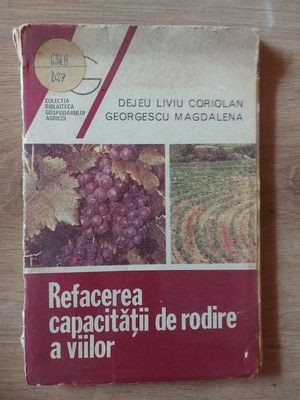 634.8
D27
G
COLECȚIA
BIBLIOTECA
GOSPODARULUI
AGRICOL
DEJEU LIVIU CORIOLAN
GEORGESCU MAGDALENA
Refacerea
capacității de rodire
a viilor